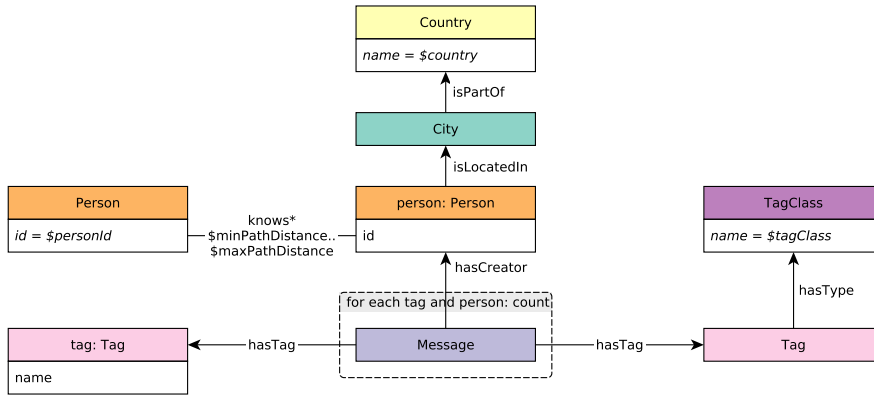 Country
name = $country
isPartOf
City
isLocatedIn
Person
id = $personId
knows*
$minPathDistance..
$maxPathDistance
person: Person
id
TagClass
name = $tagClass
hasCreator
hasType
for each tag and person: count
tag: Tag
name
hasTag
Message
hasTag
Tag